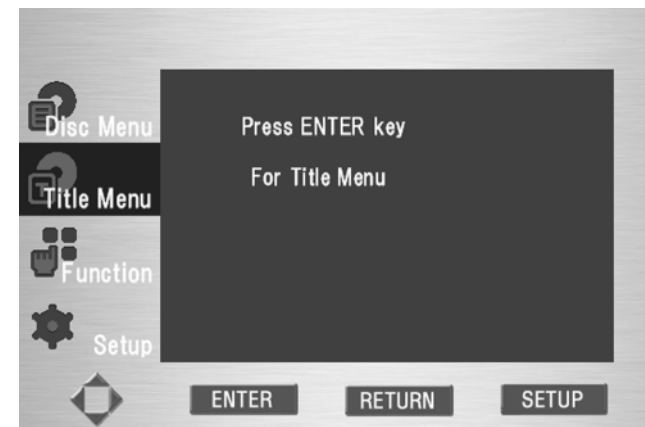 Disc Menu
Press ENTER key
For Title Menu
Title Menu
Function
Setup
ENTER RETURN SETUP